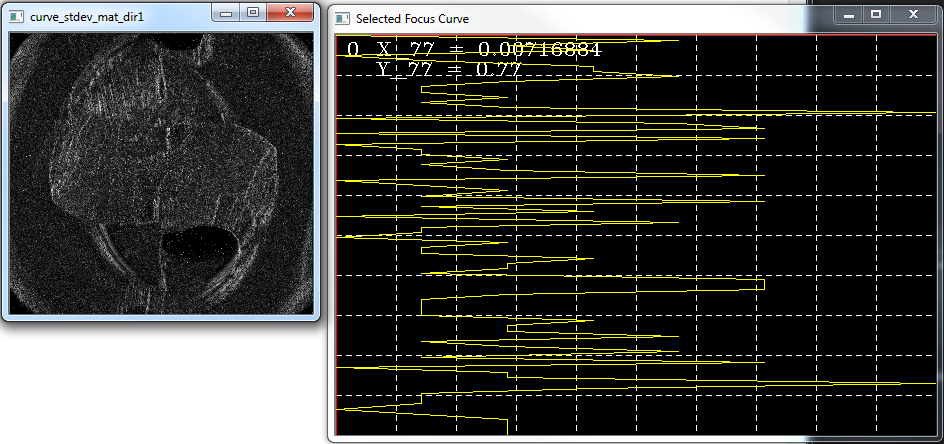 curve_stdev_mat_dir1
Selected Focus Curve
0 X_77 = 0.00716884
Y_77 = 0.77